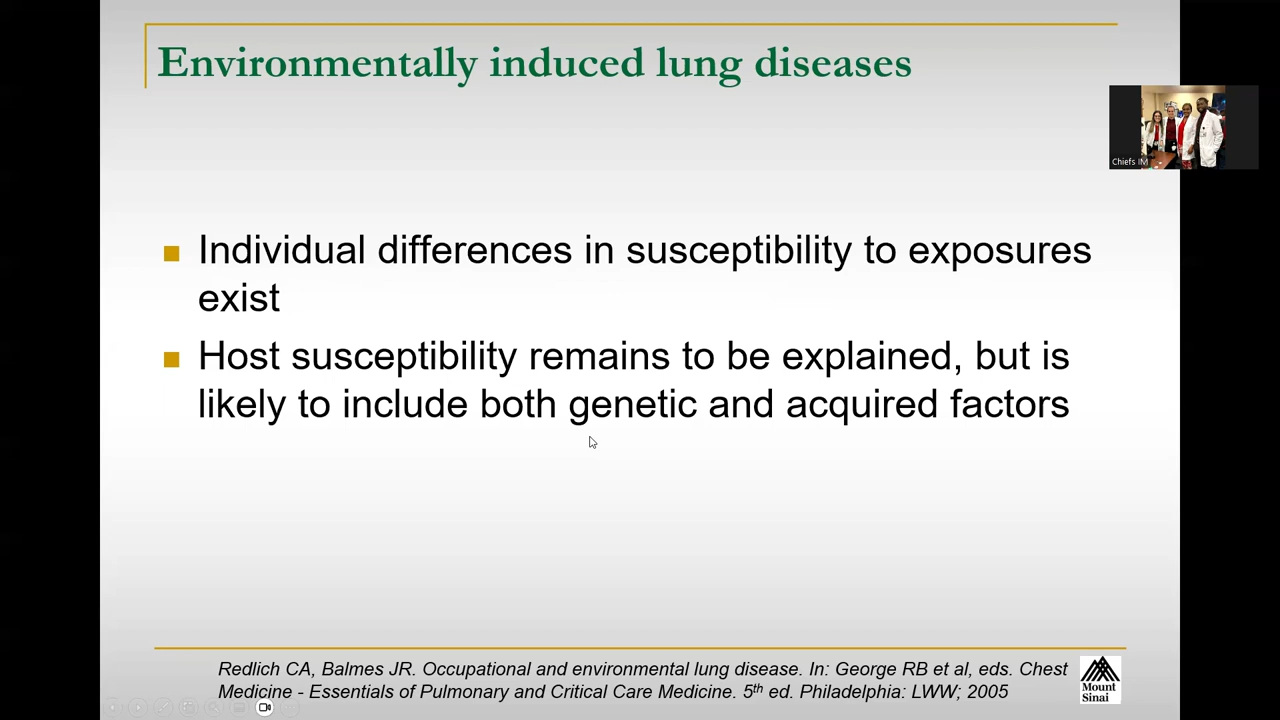 Environmentally induced lung diseases
Chiefs IM
Individual differences in susceptibility to exposures
exist
Host susceptibility remains to be explained, but is
likely to include both genetic and acquired factors
Redlich CA, Balmes JR. Occupational and environmental lung disease. In: George RB et al, eds. Chest
Medicine - Essentials of Pulmonary and Critical Care Medicine. 5th ed. Philadelphia: LWW; 2005
Mount
Sinai